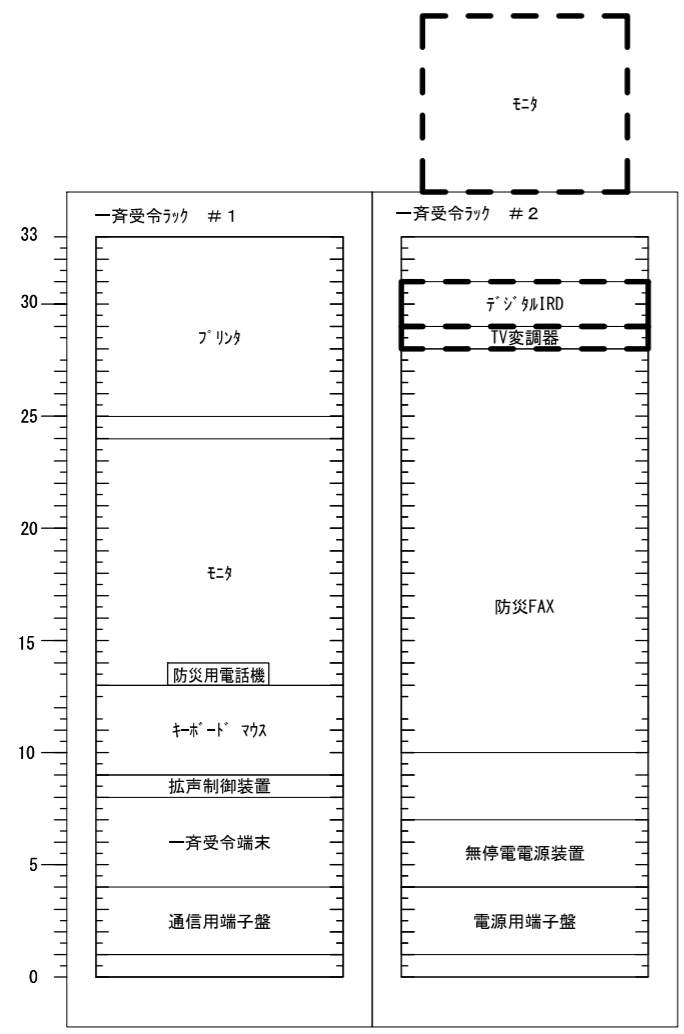 モニタ
一斉受令ラック ＃１
一斉受令ラック ＃２
33
30
25
20
15
10
5
0
プリンタ
モニタ
防災用電話機
キーボード マウス
拡声制御装置
一斉受令端末
通信用端子盤
デジタルIRD
TV変調器
防災FAX
無停電電源装置
電源用端子盤